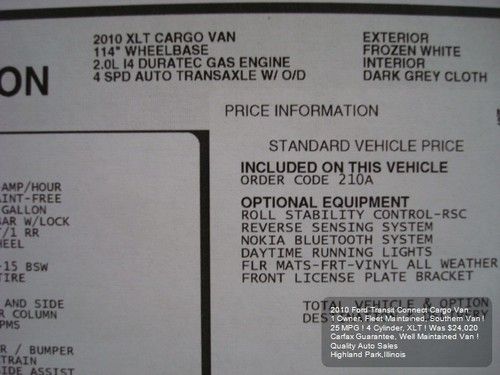 2010 XLT CARGO VAN
114" WHEELBASE
2.0L I4 DURATEC GAS ENGINE
4 SPD AUTO TRANSAXLE W/ O/D
EXTERIOR
FROZEN WHITE
INTERIOR
DARK GREY CLOTH
ON
PRICE INFORMATION
STANDARD VEHICLE PRICE
INCLUDED ON THIS VEHICLE
ORDER CODE 210A
OPTIONAL EQUIPMENT
ROLL STABILITY CONTROL-RSC
REVERSE SENSING SYSTEM
NOKIA BLUETOOTH SYSTEM
DAYTIME RUNNING LIGHTS
FLR MATS-FRT-VINYL ALL WEATHER
FRONT LICENSE PLATE BRACKET
TOTAL VEHICLE & OPTION
DES
AMP/HOUR
AINT-FREE
GALLON
BAR W/LOCK
T/1 RR
HEEL
-15 BSW
TIRE
AND SIDE
R COLUMN
PMS
R / BUMPER
TRAIN
SIDE ASSIST
2010 Ford Transit Connect Cargo Van
1 Owner, Fleet Maintained, Southern Van !
25 MPG ! 4 Cylinder, XLT ! Was $24,020
Carfax Guarantee, Well Maintained Van !
Quality Auto Sales
Highland Park,Illinois